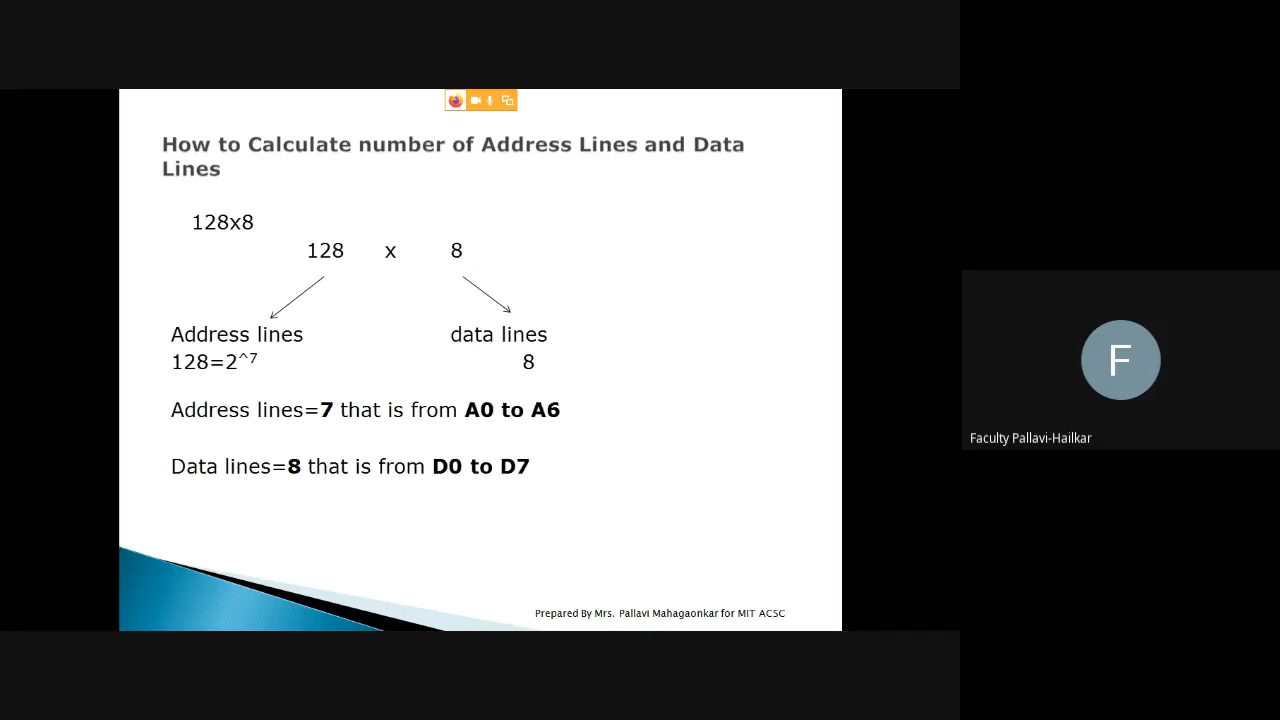 How to Calculate number of Address Lines and Data
Lines
128x8
128 x 8
Address lines data lines
128=2^7 8
Address lines=7 that is from A0 to A6
Data lines=8 that is from D0 to D7
Prepared By Mrs. Pallavi Mahagaonkar for MIT ACSC
F
Faculty Pallavi-Hailkar